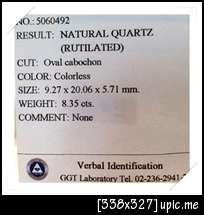 NO.: 5060492
RESULT: NATURAL QUARTZ
(RUTILATED)
CUT: Oval cabochon
COLOR: Colorless
SIZE: 9.27 x 20.06 x 5.71 mm.
WEIGHT: 8.35 cts.
COMMENT: None
Verbal Identification
GGT Laboratory Tel. 02-236-2941-
[338x327]upic.me